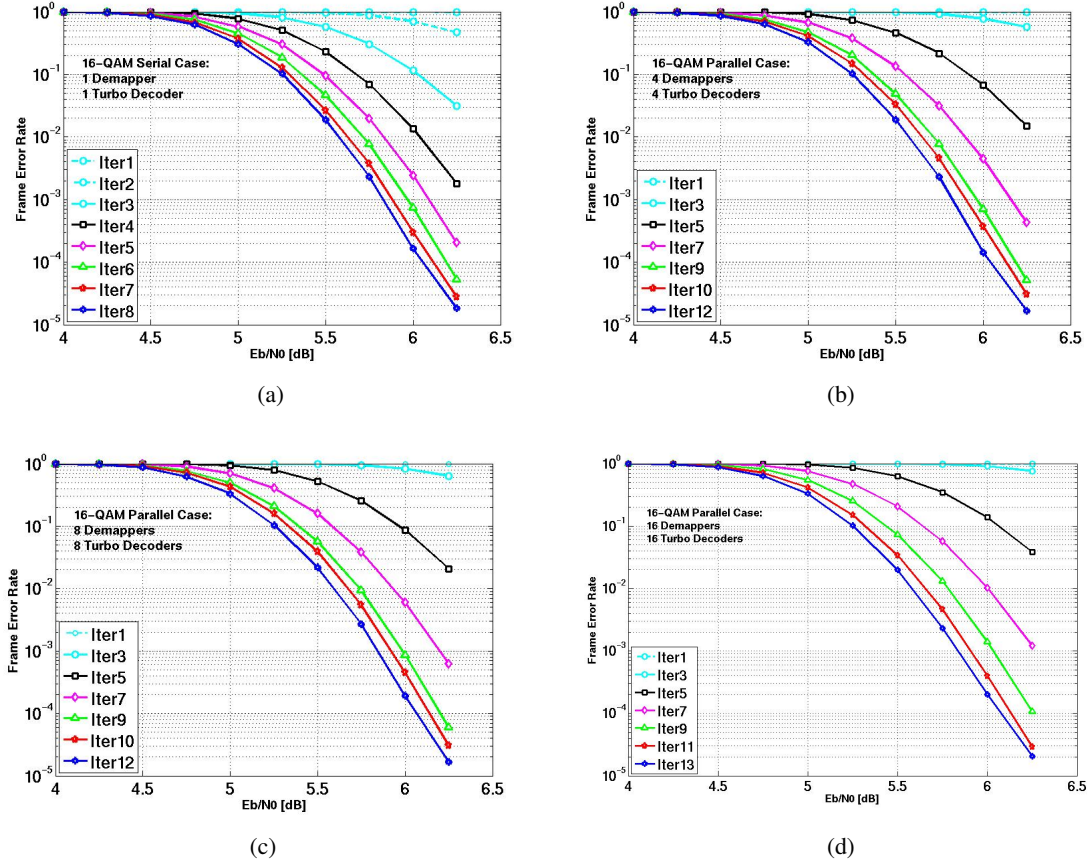 10^0
10^-1
10^-2
10^-3
10^-4
10^-5
Frame Error Rate
16-QAM Serial Case:
1 Demapper
1 Turbo Decoder
Iter1
Iter2
Iter3
Iter4
Iter5
Iter6
Iter7
Iter8
4 4.5 5 5.5 6 6.5
Eb/N0 [dB]
(a)
10^0
10^-1
10^-2
10^-3
10^-4
10^-5
Frame Error Rate
16-QAM Parallel Case:
4 Demappers
4 Turbo Decoders
Iter1
Iter3
Iter5
Iter7
Iter9
Iter10
Iter12
4 4.5 5 5.5 6 6.5
Eb/N0 [dB]
(b)
10^0
10^-1
10^-2
10^-3
10^-4
10^-5
Frame Error Rate
16-QAM Parallel Case:
8 Demappers
8 Turbo Decoders
Iter1
Iter3
Iter5
Iter7
Iter9
Iter10
Iter12
4 4.5 5 5.5 6 6.5
Eb/N0 [dB]
(c)
10^0
10^-1
10^-2
10^-3
10^-4
10^-5
Frame Error Rate
16-QAM Parallel Case:
16 Demappers
16 Turbo Decoders
Iter1
Iter3
Iter5
Iter7
Iter9
Iter11
Iter13
4 4.5 5 5.5 6 6.5
Eb/N0 [dB]
(d)